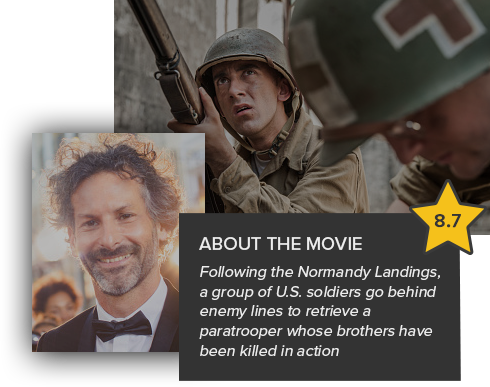 8.7
ABOUT THE MOVIE
Following the Normandy Landings,
a group of U.S. soldiers go behind
enemy lines to retrieve a
paratrooper whose brothers have
been killed in action